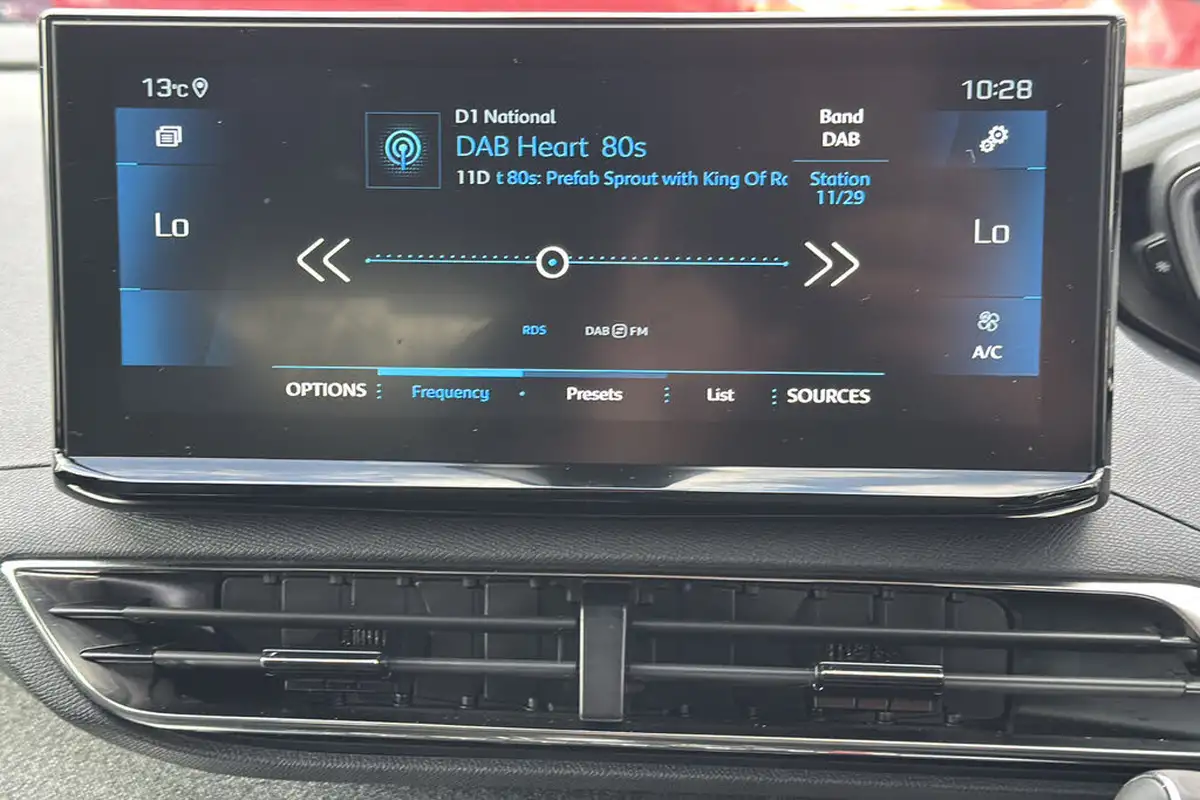 13°C
10:28
D1 National
DAB Heart 80s
11D t 80s: Prefab Sprout with King Of Ro
Band
DAB
Station
11/29
Lo
Lo
RDS
DAB FM
A/C
OPTIONS
Frequency
Presets
List
SOURCES